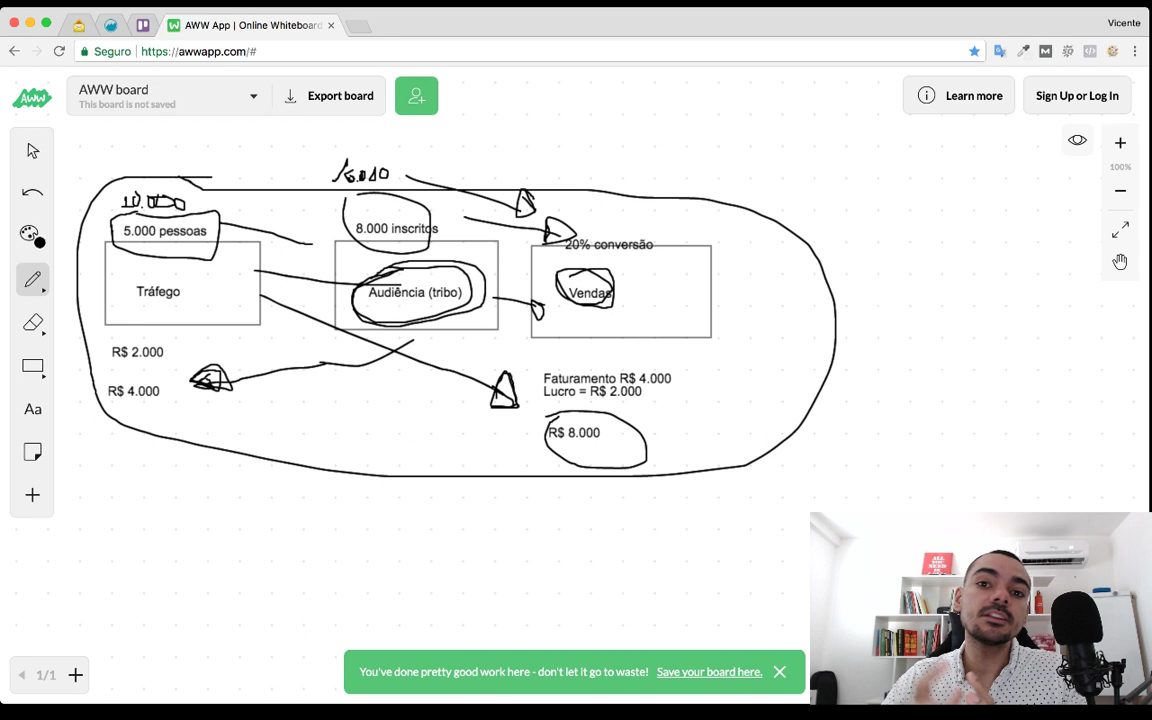 AWW App | Online Whiteboard
Vicente
Seguro
https://awwapp.com/#
AWW
AWW board
This board is not saved
Export board
Learn more
Sign Up or Log In
100%
10.000
5.000 pessoas
8.000 inscritos
20% conversão
Tráfego
Audiência (tribo)
Vendas
R$ 2.000
R$ 4.000
Faturamento R$ 4.000
Lucro = R$ 2.000
R$ 8.000
Aa
1/1
You've done pretty good work here - don't let it go to waste! Save your board here.